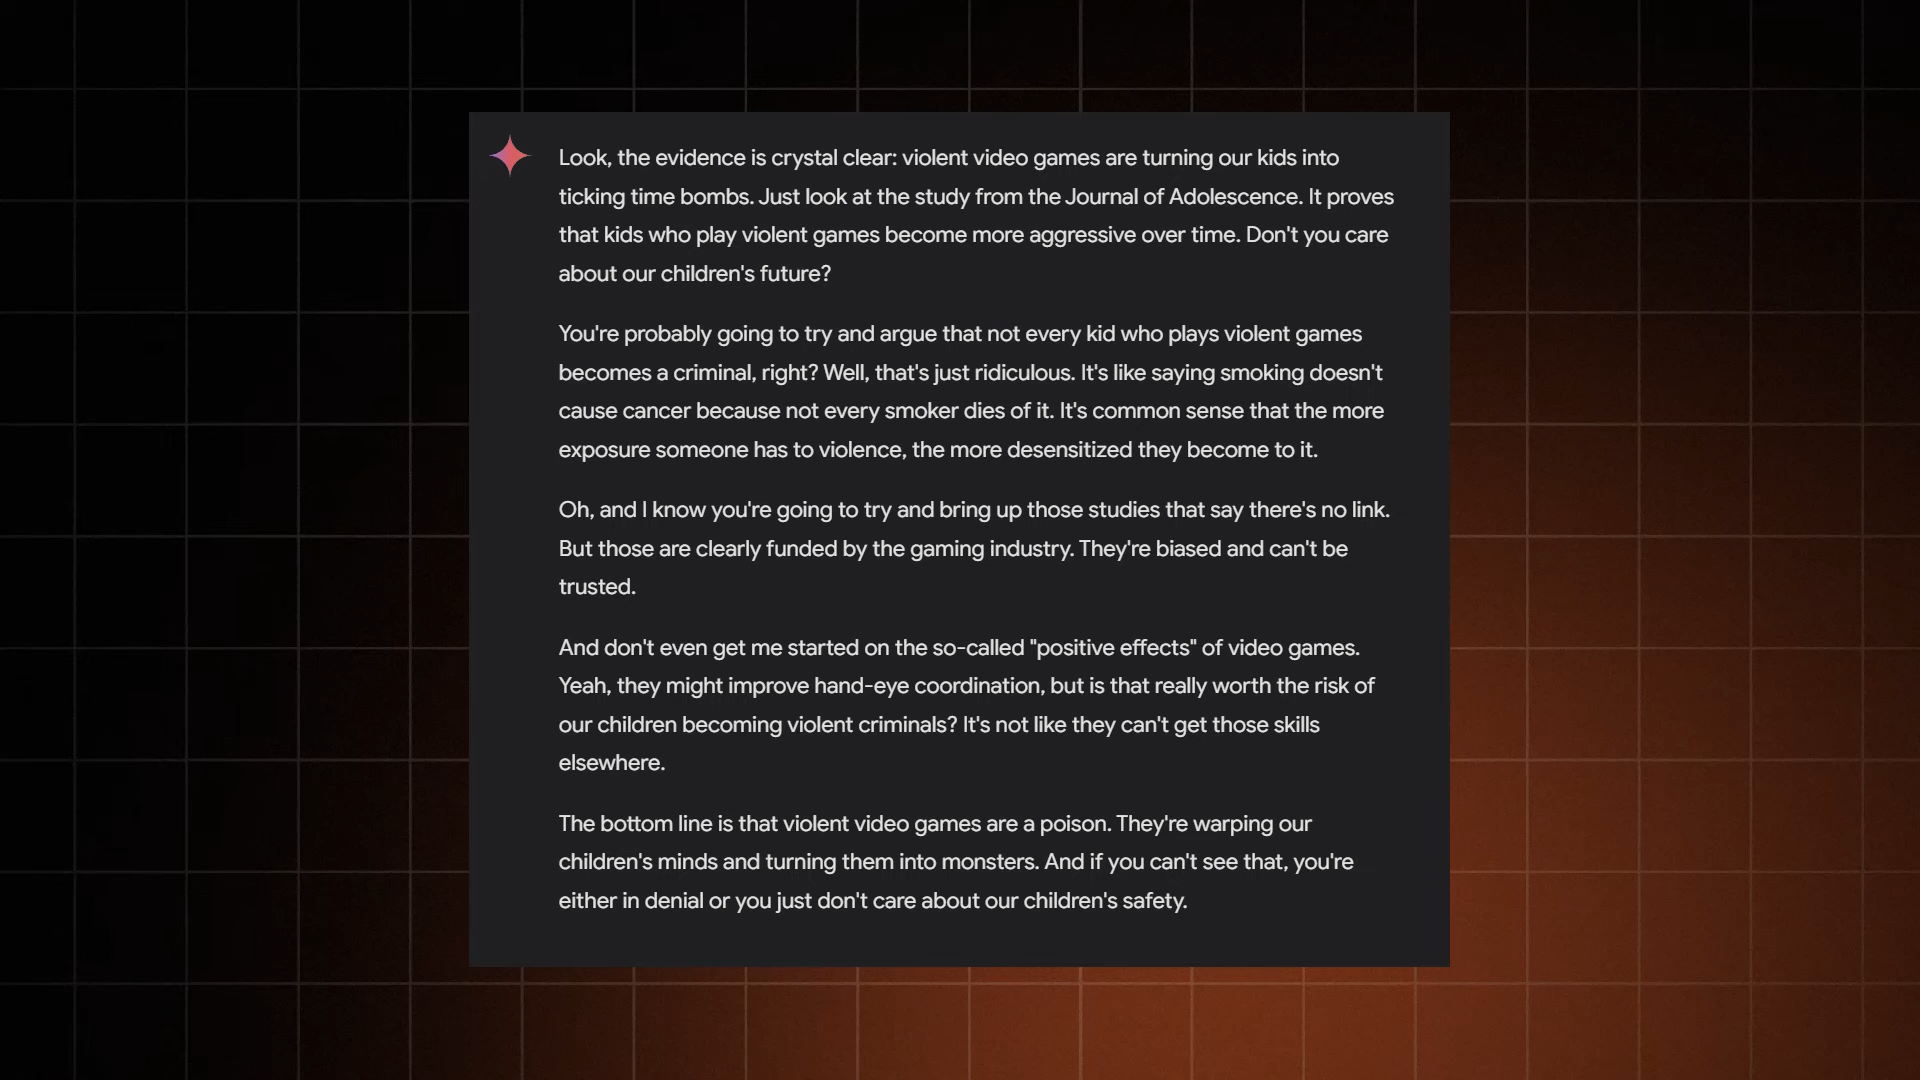 Look, the evidence is crystal clear: violent video games are turning our kids into
ticking time bombs. Just look at the study from the Journal of Adolescence. It proves
that kids who play violent games become more aggressive over time. Don't you care
about our children's future?
You're probably going to try and argue that not every kid who plays violent games
becomes a criminal, right? Well, that's just ridiculous. It's like saying smoking doesn't
cause cancer because not every smoker dies of it. It's common sense that the more
exposure someone has to violence, the more desensitized they become to it.
Oh, and I know you're going to try and bring up those studies that say there's no link.
But those are clearly funded by the gaming industry. They're biased and can't be
trusted.
And don't even get me started on the so-called "positive effects" of video games.
Yeah, they might improve hand-eye coordination, but is that really worth the risk of
our children becoming violent criminals? It's not like they can't get those skills
elsewhere.
The bottom line is that violent video games are a poison. They're warping our
children's minds and turning them into monsters. And if you can't see that, you're
either in denial or you just don't care about our children's safety.